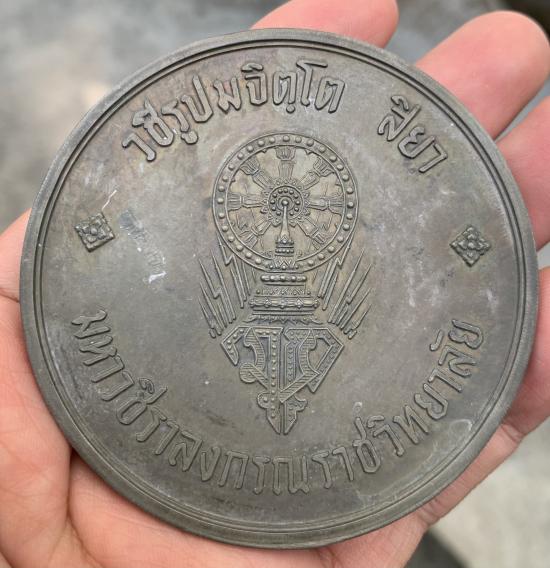 วชิรูปมจิตฺโต สิยา
มหาวชิราลงกรณราชวิทยาลัย